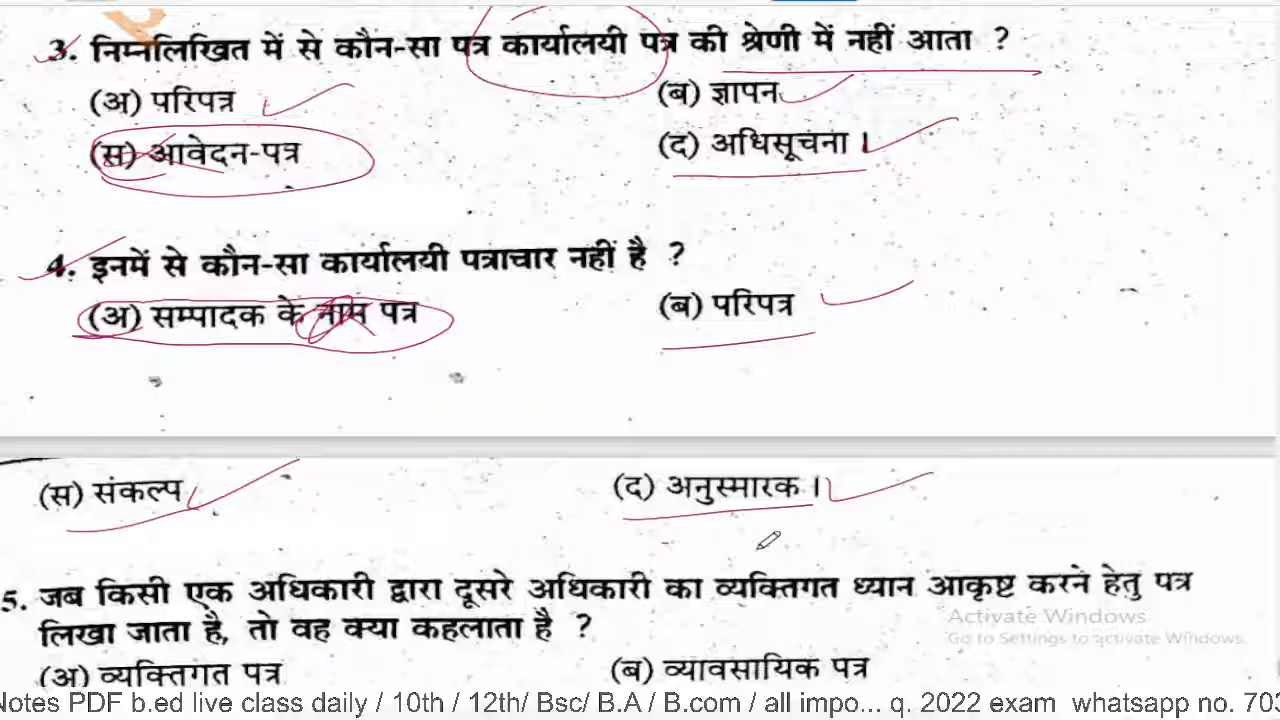 3. निम्नलिखित में से कौन-सा पत्र कार्यालयी पत्र की श्रेणी में नहीं आता ?
(अ) परिपत्र (ब) ज्ञापन
(स) आवेदन-पत्र (द) अधिसूचना ।
4. इनमें से कौन-सा कार्यालयी पत्राचार नहीं है ?
(अ) सम्पादक के नाम पत्र (ब) परिपत्र
(स) संकल्प (द) अनुस्मारक ।
5. जब किसी एक अधिकारी द्वारा दूसरे अधिकारी का व्यक्तिगत ध्यान आकृष्ट करने हेतु पत्र
लिखा जाता है, तो वह क्या कहलाता है ?
Activate Windows
Go to Settings to activate Windows.
(अ) व्यक्तिगत पत्र (ब) व्यावसायिक पत्र
Notes PDF b.ed live class daily / 10th / 12th/ Bsc/ B.A / B.com / all impo... q. 2022 exam whatsapp no. 703